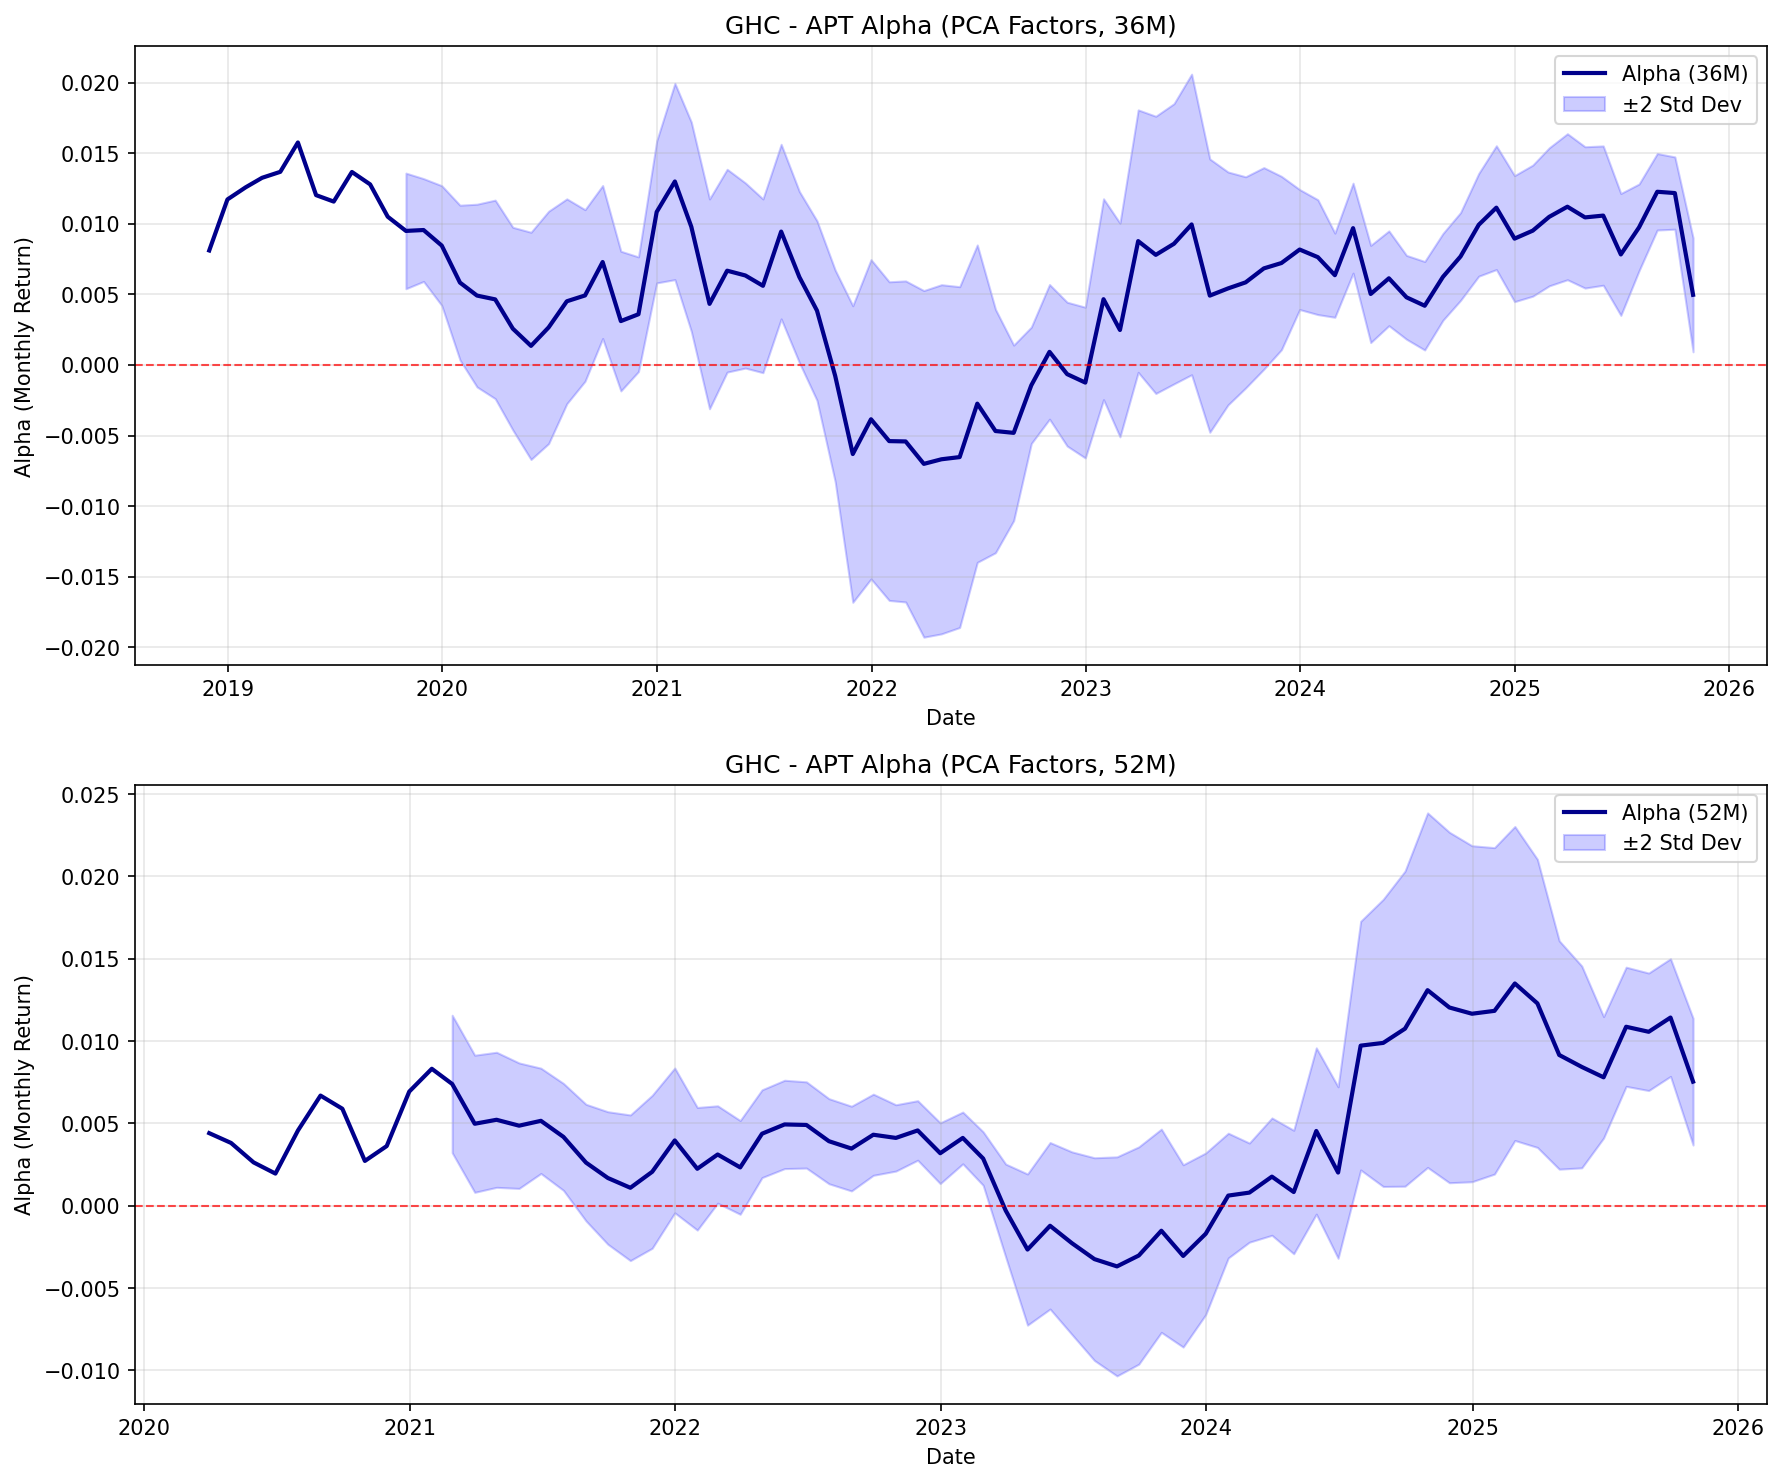 GHC - APT Alpha (PCA Factors, 36M)
Alpha (36M)
±2 Std Dev
Alpha (Monthly Return)
0.020
0.015
0.010
0.005
0.000
−0.005
−0.010
−0.015
−0.020
2019 2020 2021 2022 2023 2024 2025 2026
Date
GHC - APT Alpha (PCA Factors, 52M)
Alpha (52M)
±2 Std Dev
Alpha (Monthly Return)
0.025
0.020
0.015
0.010
0.005
0.000
−0.005
−0.010
2020 2021 2022 2023 2024 2025 2026
Date